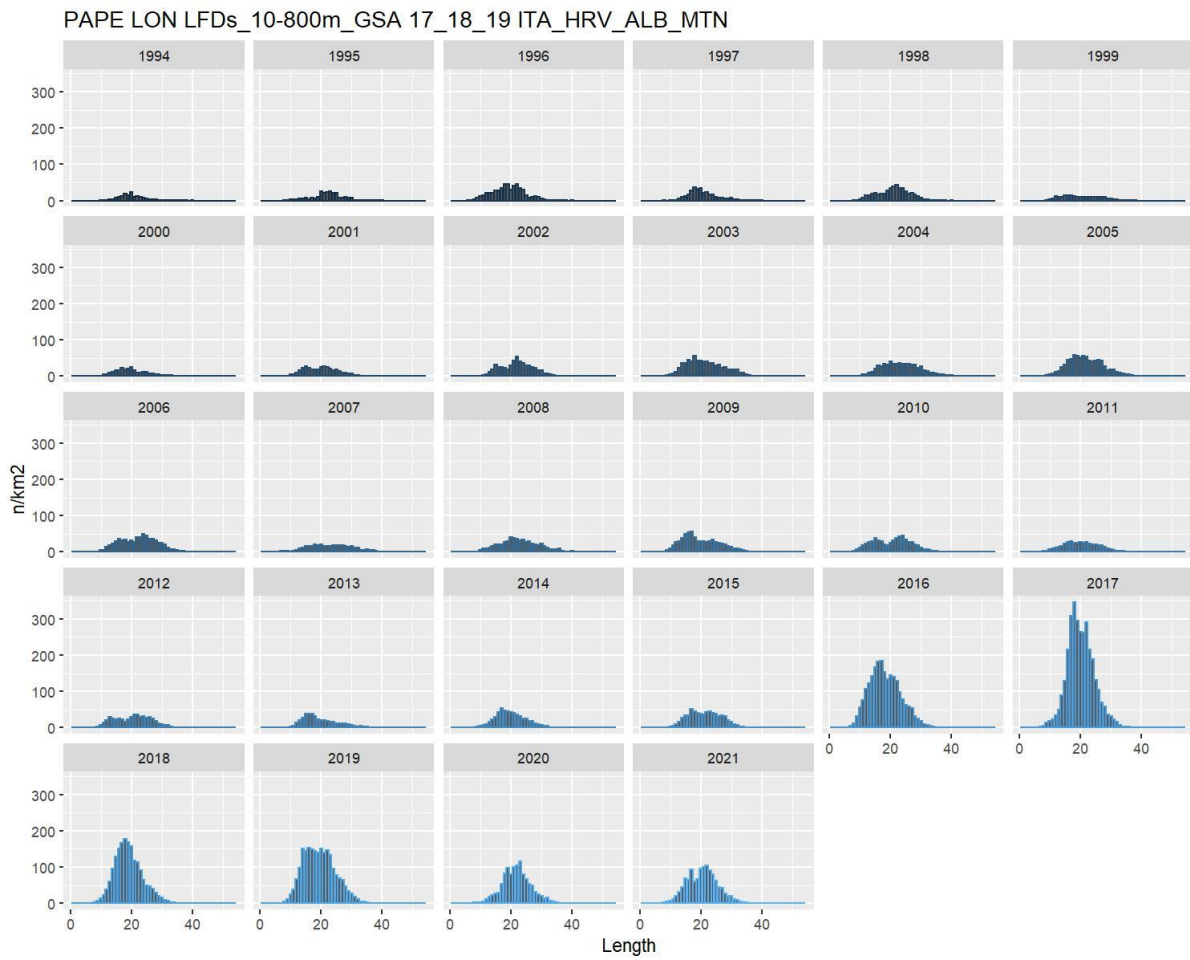 PAPE LON LFDs_10-800m_GSA 17_18_19 ITA_HRV_ALB_MTN
1994 1995 1996 1997 1998 1999
300
200
100
0
2000 2001 2002 2003 2004 2005
300
200
100
0
2006 2007 2008 2009 2010 2011
300
200
100
0
n/km2
2012 2013 2014 2015 2016 2017
300
200
100
0
0 20 40 0 20 40
2018 2019 2020 2021
300
200
100
0
0 20 40 0 20 40 0 20 40 0 20 40
Length